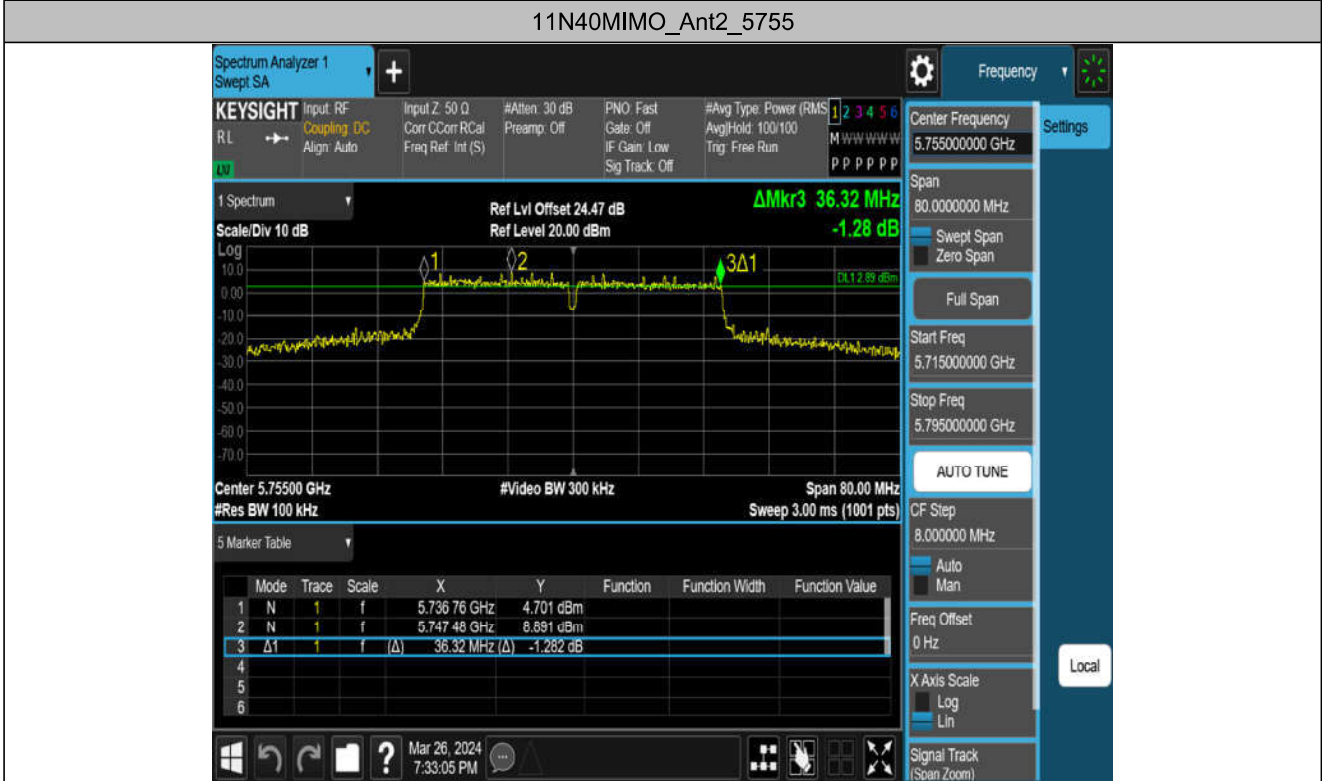 11N40MIMO_Ant2_5755
Spectrum Analyzer 1
Swept SA
+
Frequency
KEYSIGHT
RL
LXI
Input: RF
Coupling: DC
Align: Auto
Input Z: 50 Ω
Corr CCorr RCal
Freq Ref: Int (S)
#Atten: 30 dB
Preamp: Off
PNO: Fast
Gate: Off
IF Gain: Low
Sig Track: Off
#Avg Type: Power (RMS
Avg|Hold: 100/100
Trig: Free Run
1 2 3 4 5 6
M W W W W W
P P P P P P
1 Spectrum
Scale/Div 10 dB
Ref Lvl Offset 24.47 dB
Ref Level 20.00 dBm
ΔMkr3 36.32 MHz
-1.28 dB
Log
10.0
0.00
-10.0
-20.0
-30.0
-40.0
-50.0
-60.0
-70.0
1
2
3Δ1
DL1 2.89 dBm
Center 5.75500 GHz
#Res BW 100 kHz
#Video BW 300 kHz
Span 80.00 MHz
Sweep 3.00 ms (1001 pts)
5 Marker Table
Mode Trace Scale X Y Function Function Width Function Value
1 N 1 f 5.736 76 GHz 4.701 dBm
2 N 1 f 5.747 48 GHz 8.891 dBm
3 Δ1 1 f (Δ) 36.32 MHz (Δ) -1.282 dB
4
5
6
?
Mar 26, 2024
7:33:05 PM
Center Frequency
5.755000000 GHz
Settings
Span
80.0000000 MHz
Swept Span
Zero Span
Full Span
Start Freq
5.715000000 GHz
Stop Freq
5.795000000 GHz
AUTO TUNE
CF Step
8.000000 MHz
Auto
Man
Freq Offset
0 Hz
X Axis Scale
Log
Lin
Local
Signal Track
(Span Zoom)